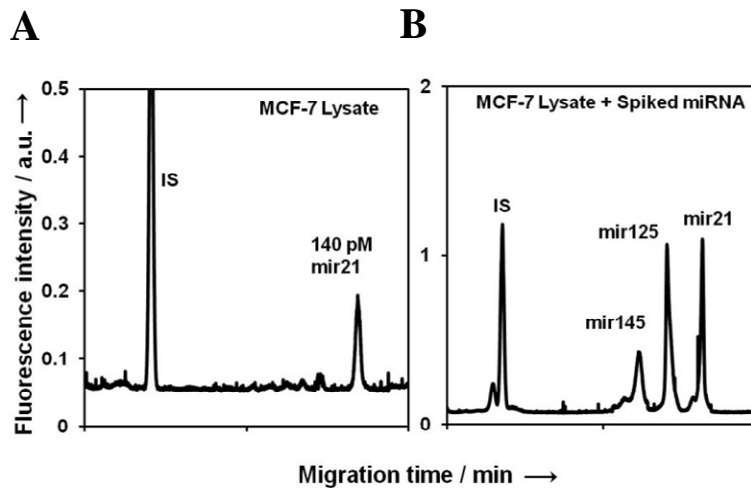 A
B
0.5
0.4
0.3
0.2
0.1
0
Fluorescence intensity / a.u. →
MCF-7 Lysate
IS
140 pM
mir21
2
1
0
MCF-7 Lysate + Spiked miRNA
IS
mir125
mir21
mir145
Migration time / min →